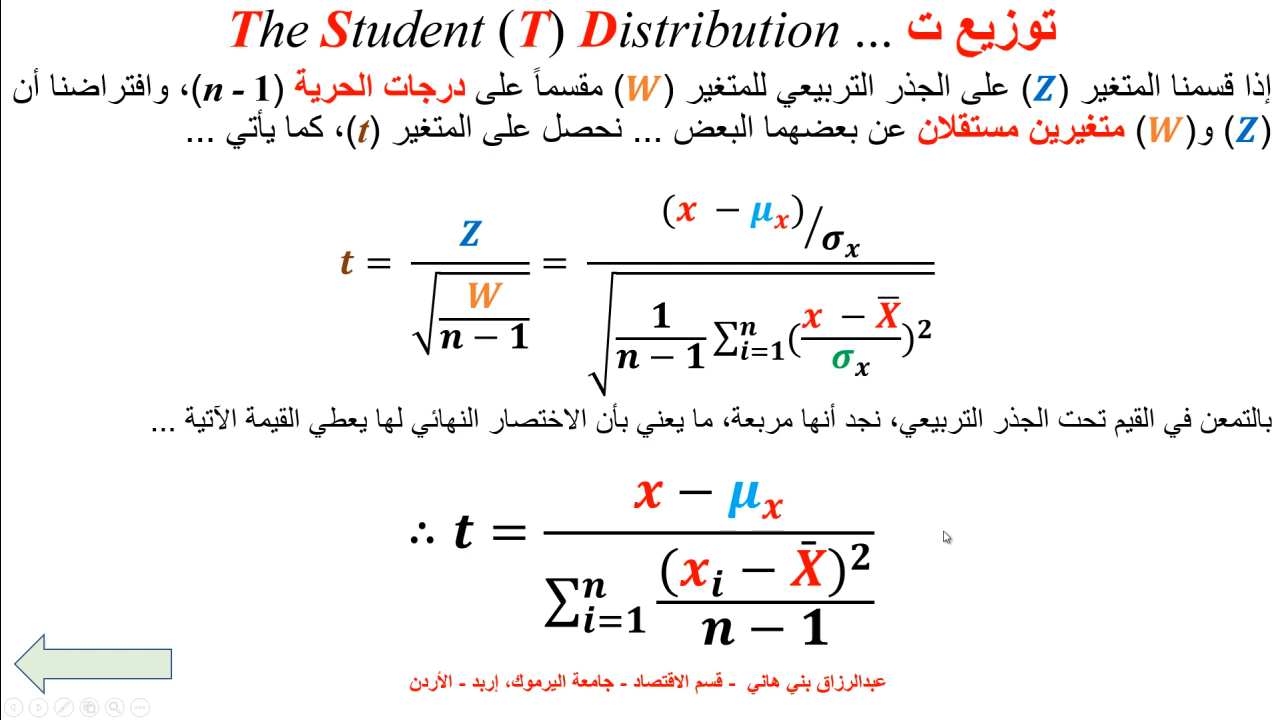 The Student (T) Distribution ... توزيع ت
إذا قسمنا المتغير (Z) على الجذر التربيعي للمتغير (W) مقسماً على درجات الحرية (n - 1)، وافتراضنا أن
(Z) و(W) متغيرين مستقلان عن بعضهما البعض ... نحصل على المتغير (t)، كما يأتي ...
t = Z / √(W / n − 1) = ((x − μₓ) / σₓ) / √(1 / n − 1 ∑ⁿᵢ₌₁ (x − X̄ / σₓ)²)
بالتمعن في القيم تحت الجذر التربيعي، نجد أنها مربعة، ما يعني بأن الاختصار النهائي لها يعطي القيمة الآتية ...
∴ t = x − μₓ / ∑ⁿᵢ₌₁ (xᵢ − X̄)² / n − 1
عبدالرزاق بني هاني - قسم الاقتصاد - جامعة اليرموك، إربد - الأردن